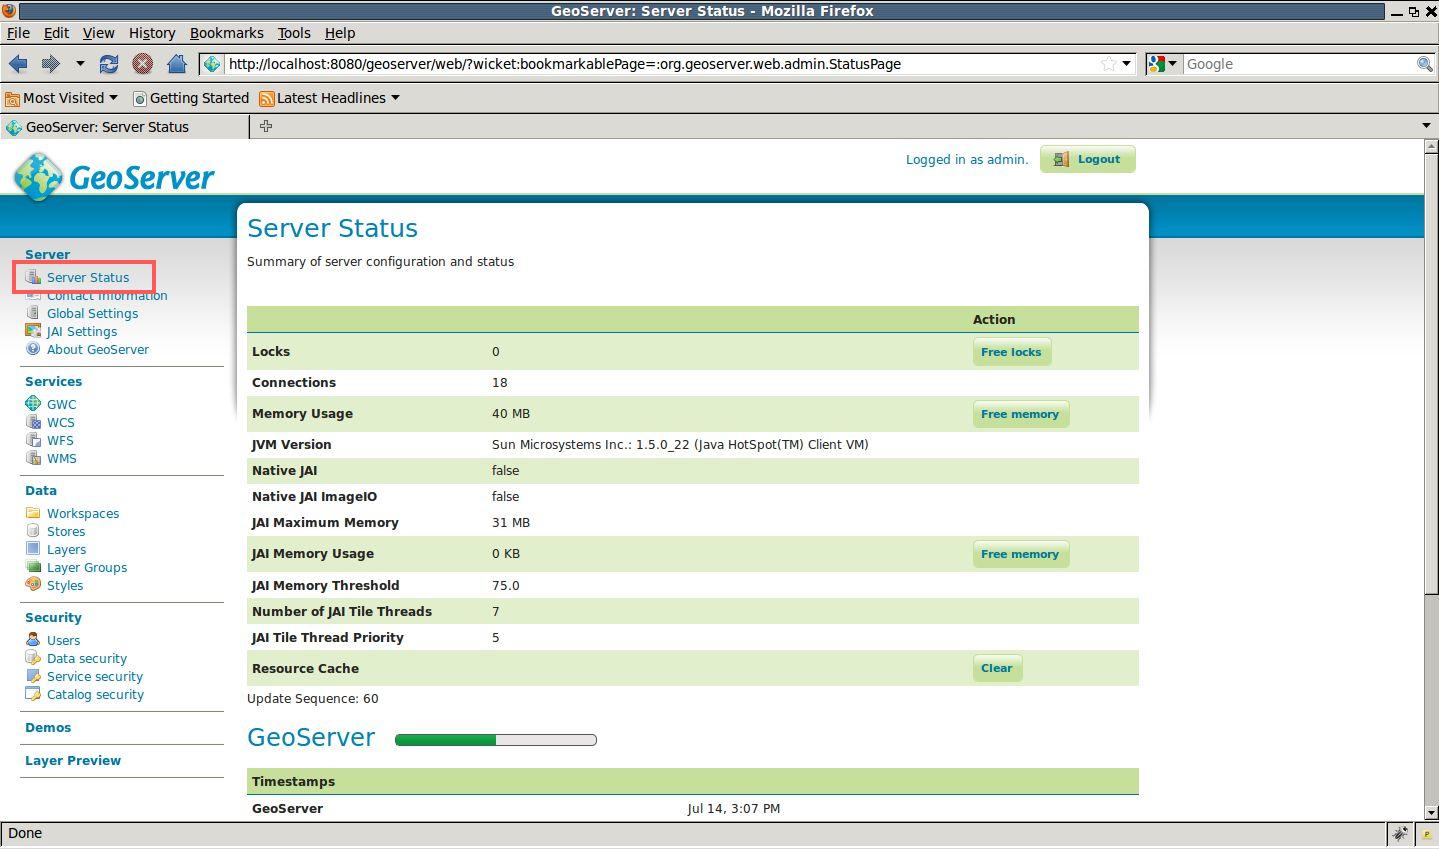 GeoServer: Server Status - Mozilla Firefox
File Edit View History Bookmarks Tools Help
http://localhost:8080/geoserver/web/?wicket:bookmarkablePage=:org.geoserver.web.admin.StatusPage
Google
Most Visited Getting Started Latest Headlines
GeoServer: Server Status
GeoServer
Logged in as admin. Logout
Server
Server Status
Contact Information
Global Settings
JAI Settings
About GeoServer
Services
GWC
WCS
WFS
WMS
Data
Workspaces
Stores
Layers
Layer Groups
Styles
Security
Users
Data security
Service security
Catalog security
Demos
Layer Preview
Server Status
Summary of server configuration and status
Action
Locks 0 Free locks
Connections 18
Memory Usage 40 MB Free memory
JVM Version Sun Microsystems Inc.: 1.5.0_22 (Java HotSpot(TM) Client VM)
Native JAI false
Native JAI ImageIO false
JAI Maximum Memory 31 MB
JAI Memory Usage 0 KB Free memory
JAI Memory Threshold 75.0
Number of JAI Tile Threads 7
JAI Tile Thread Priority 5
Resource Cache Clear
Update Sequence: 60
GeoServer
Timestamps
GeoServer Jul 14, 3:07 PM
Done